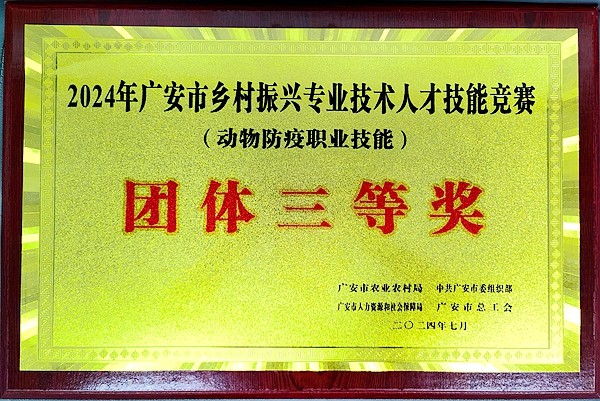 2024年广安市乡村振兴专业技术人才技能竞赛
（动物防疫职业技能）
团体三等奖
广安市农业农村局 中共广安市委组织部
广安市人力资源和社会保障局 广安市总工会
二〇二四年七月